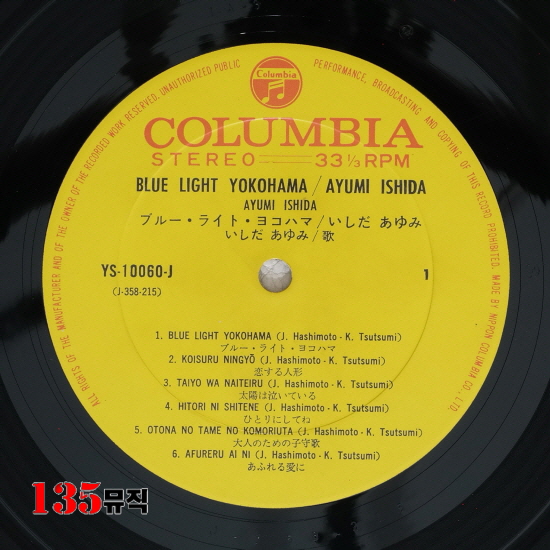 ALL RIGHTS OF THE MANUFACTURER AND OF THE OWNER OF THE RECORDED WORK RESERVED. UNAUTHORIZED PUBLIC PERFORMANCE, BROADCASTING AND COPYING OF THIS RECORD PROHIBITED. MADE BY NIPPON COLUMBIA CO., LTD.
Columbia
COLUMBIA
STEREO 33⅓ RPM
BLUE LIGHT YOKOHAMA / AYUMI ISHIDA
AYUMI ISHIDA
ブルー・ライト・ヨコハマ / いしだ あゆみ
いしだ あゆみ / 歌
YS-10060-J 1
(J-358-215)
1. BLUE LIGHT YOKOHAMA (J. Hashimoto - K. Tsutsumi)
ブルー・ライト・ヨコハマ
2. KOISURU NINGYŌ (J. Hashimoto - K. Tsutsumi)
恋する人形
3. TAIYO WA NAITEIRU (J. Hashimoto - K. Tsutsumi)
太陽は泣いている
4. HITORI NI SHITENE (J. Hashimoto - K. Tsutsumi)
ひとりにしてね
5. OTONA NO TAME NO KOMORIUTA (J. Hashimoto - K. Tsutsumi)
大人のための子守歌
6. AFURERU AI NI (J. Hashimoto - K. Tsutsumi)
あふれる愛に
135뮤직